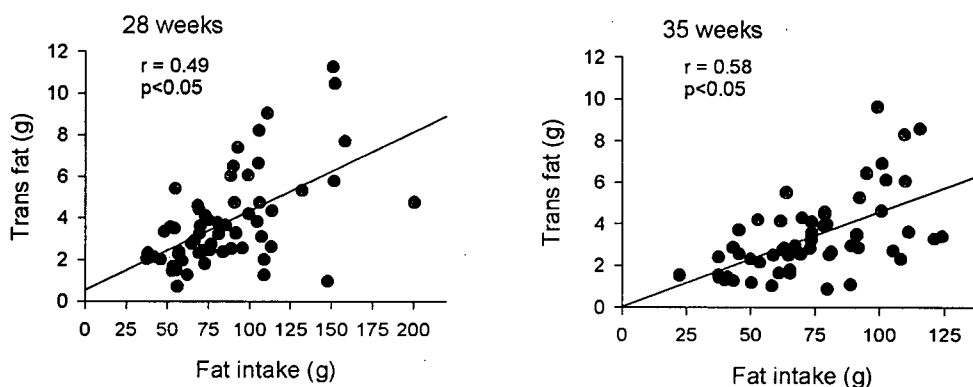 28 weeks
r = 0.49
p<0.05
12
10
8
6
4
2
0
Trans fat (g)
0 25 50 75 100 125 150 175 200
Fat intake (g)
35 weeks
r = 0.58
p<0.05
12
10
8
6
4
2
0
Trans fat (g)
0 25 50 75 100 125
Fat intake (g)